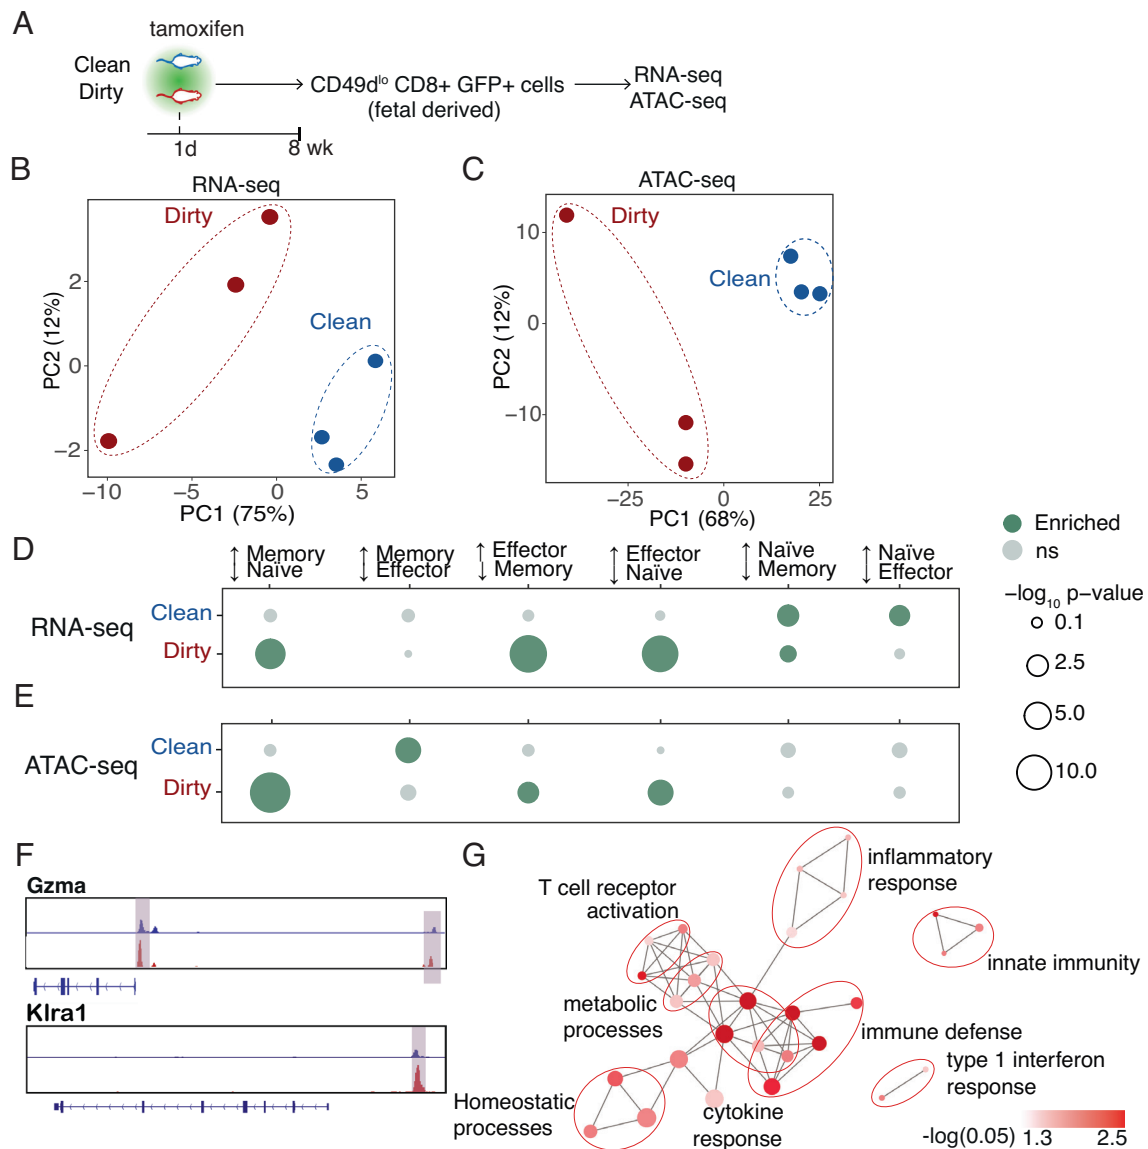 A
tamoxifen
Clean
Dirty
CD49dˡᵒ CD8+ GFP+ cells
(fetal derived)
RNA-seq
ATAC-seq
1d
8 wk
B
RNA-seq
Dirty
Clean
PC2 (12%)
2
0
−2
−10
−5
0
5
PC1 (75%)
C
ATAC-seq
Dirty
Clean
PC2 (12%)
10
0
−10
−25
0
25
PC1 (68%)
Enriched
ns
−log₁₀ p−value
0.1
2.5
5.0
10.0
D
↑ Memory
↓ Naïve
↑ Memory
↓ Effector
↑ Effector
↓ Memory
↑ Effector
↓ Naïve
↑ Naïve
↓ Memory
↑ Naïve
↓ Effector
RNA-seq
Clean
Dirty
E
ATAC-seq
Clean
Dirty
F
Gzma
Klra1
G
inflammatory
response
T cell receptor
activation
innate immunity
metabolic
processes
immune defense
type 1 interferon
response
Homeostatic
processes
cytokine
response
-log(0.05) 1.3 2.5